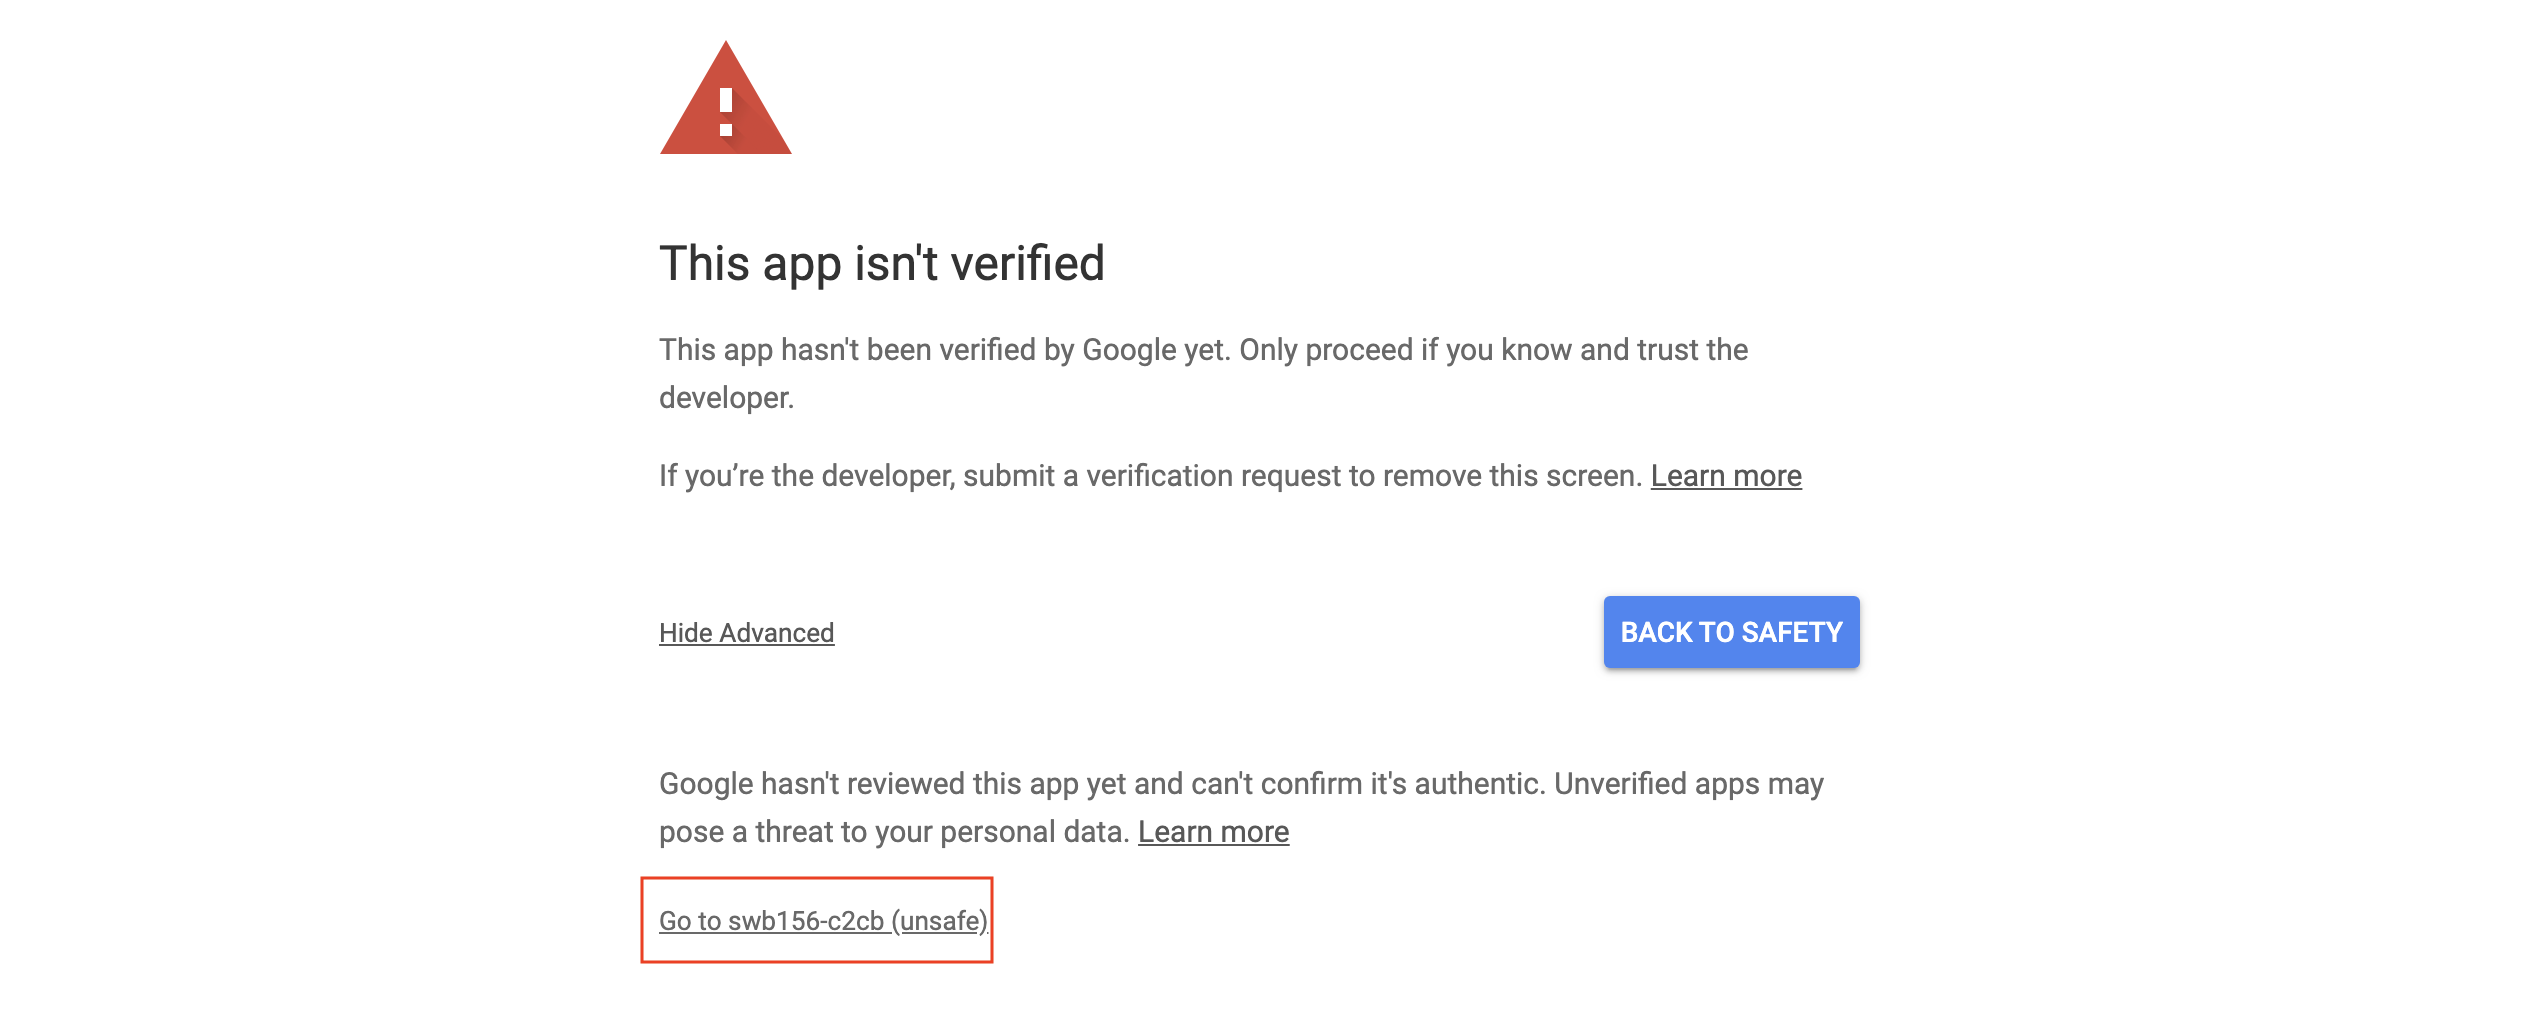 This app isn't verified
This app hasn't been verified by Google yet. Only proceed if you know and trust the
developer.
If you’re the developer, submit a verification request to remove this screen. Learn more
Hide Advanced
BACK TO SAFETY
Google hasn't reviewed this app yet and can't confirm it's authentic. Unverified apps may
pose a threat to your personal data. Learn more
Go to swb156-c2cb (unsafe)